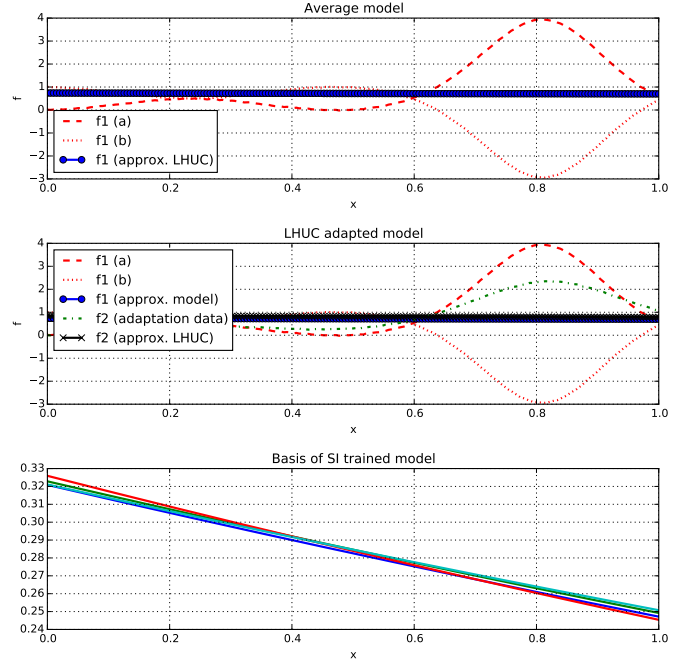 Average model
4
3
2
1
0
−1
−2
−3
f
f1 (a)
f1 (b)
f1 (approx. LHUC)
0.0 0.2 0.4 0.6 0.8 1.0
x
LHUC adapted model
4
3
2
1
0
−1
−2
−3
f
f1 (a)
f1 (b)
f1 (approx. model)
f2 (adaptation data)
f2 (approx. LHUC)
0.0 0.2 0.4 0.6 0.8 1.0
x
Basis of SI trained model
0.33
0.32
0.31
0.30
0.29
0.28
0.27
0.26
0.25
0.24
0.0 0.2 0.4 0.6 0.8 1.0
x